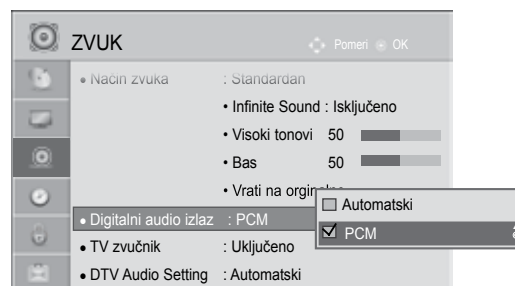 ZVUK
Pomeri OK
• Način zvuka : Standardan
• Infinite Sound : Isključeno
• Visoki tonovi 50
• Bas 50
• Vrati na
• Digitalni audio izlaz : PCM
Automatski
PCM
• TV zvučnik : Uključeno
• DTV Audio Setting : Automatski